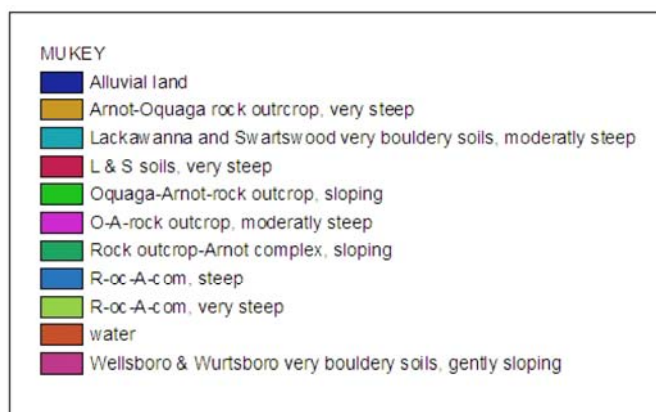 MUKEY
Alluvial land
Arnot-Oquaga rock outrcrop, very steep
Lackawanna and Swartswood very bouldery soils, moderatly steep
L & S soils, very steep
Oquaga-Arnot-rock outcrop, sloping
O-A-rock outcrop, moderatly steep
Rock outcrop-Arnot complex, sloping
R-oc-A-com, steep
R-oc-A-com, very steep
water
Wellsboro & Wurtsboro very bouldery soils, gently sloping